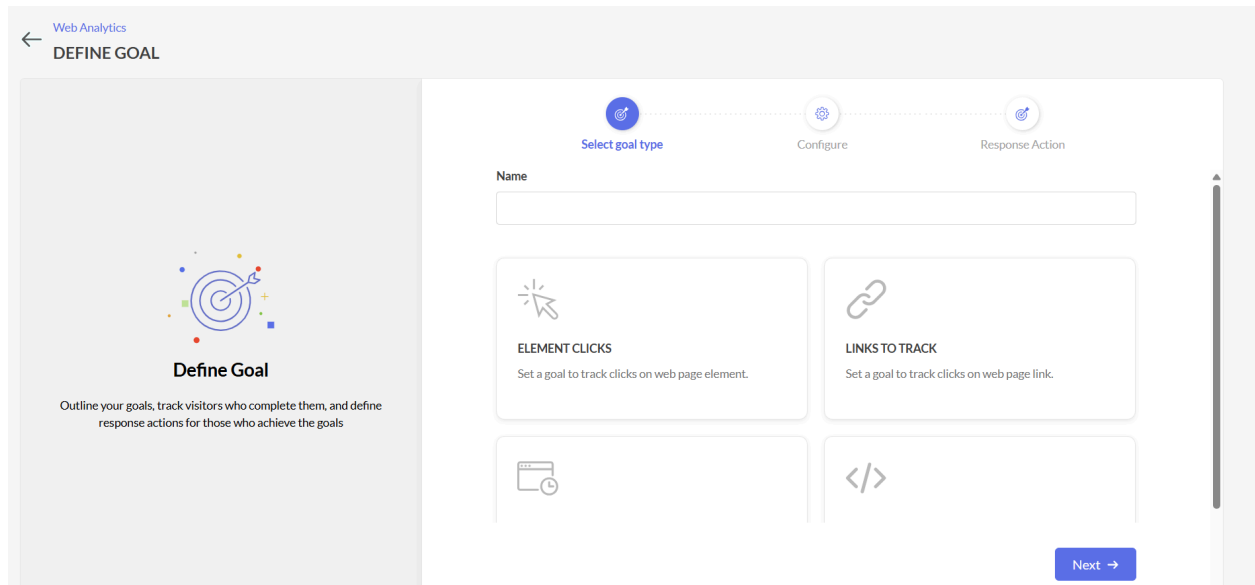 Web Analytics
DEFINE GOAL
Select goal type
Configure
Response Action
Name
Define Goal
Outline your goals, track visitors who complete them, and define
response actions for those who achieve the goals
ELEMENT CLICKS
Set a goal to track clicks on web page element.
LINKS TO TRACK
Set a goal to track clicks on web page link.
Next